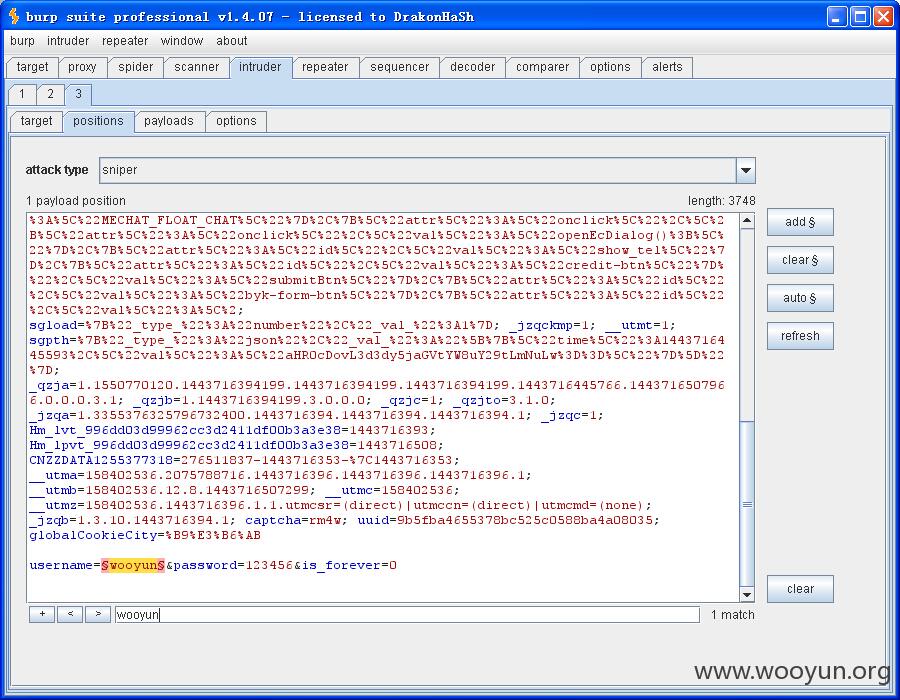 burp suite professional v1.4.07 - licensed to DrakonHaSh
burp intruder repeater window about
target proxy spider scanner intruder repeater sequencer decoder comparer options alerts
1 2 3
target positions payloads options
attack type sniper
1 payload position length: 3748
%3A%5C%22MECHAT_FLOAT_CHAT%5C%22%7D%2C%7B%5C%22attr%5C%22%3A%5C%22onclick%5C%22%2C%5C%2
B%5C%22attr%5C%22%3A%5C%22onclick%5C%22%2C%5C%22val%5C%22%3A%5C%22openEcDialog()%3B%5C%
22%7D%2C%7B%5C%22attr%5C%22%3A%5C%22id%5C%22%2C%5C%22val%5C%22%3A%5C%22show_tel%5C%22%7
D%2C%7B%5C%22attr%5C%22%3A%5C%22id%5C%22%2C%5C%22val%5C%22%3A%5C%22credit-btn%5C%22%7D%
%22%2C%5C%22val%5C%22%3A%5C%22submitBtn%5C%22%7D%2C%7B%5C%22attr%5C%22%3A%5C%22id%5C%22
%2C%5C%22val%5C%22%3A%5C%22byk-form-btn%5C%22%7D%2C%7B%5C%22attr%5C%22%3A%5C%22id%5C%22
%2C%5C%22val%5C%22%3A%5C%2;
sgload=%7B%22_type_%22%3A%22number%22%2C%22_val_%22%3A1%7D; _jzqckmp=1; __utmt=1;
sgpth=%7B%22_type_%22%3A%22json%22%2C%22_val_%22%3A%22%5B%7B%5C%22time%5C%22%3A14437164
45593%2C%5C%22val%5C%22%3A%5C%22aHR0cDovL3d3dy5jaGVtYW8uY29tLmNuLw%3D%3D%5C%22%7D%5D%22
%7D;
_qzja=1.1550770120.1443716394199.1443716394199.1443716394199.1443716445766.144371650796
6.0.0.0.3.1; _qzjb=1.1443716394199.3.0.0.0; _qzjc=1; _qzjto=3.1.0;
_jzqa=1.3355376325796732400.1443716394.1443716394.1443716394.1; _jzqc=1;
Hm_lvt_996dd03d99962cc3d2411df00b3a3e38=1443716393;
Hm_lpvt_996dd03d99962cc3d2411df00b3a3e38=1443716508;
CNZZDATA1255377318=276511837-1443716353-%7C1443716353;
__utma=158402536.2075788716.1443716396.1443716396.1443716396.1;
__utmb=158402536.12.8.1443716507299; __utmc=158402536;
__utmz=158402536.1443716396.1.1.utmcsr=(direct)|utmccn=(direct)|utmcmd=(none);
_jzqb=1.3.10.1443716394.1; captcha=rm4w; uuid=9b5fba4655378bc525c0588ba4a08035;
globalCookieCity=%B9%E3%B6%AB
username=§wooyun§&password=123456&is_forever=0
add §
clear §
auto §
refresh
clear
+ < > wooyun 1 match
www.wooyun.org